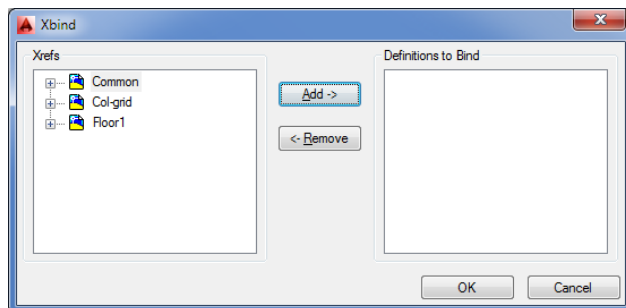 Xbind
Xrefs
Common
Col-grid
Floor1
Add ->
<- Remove
Definitions to Bind
OK
Cancel